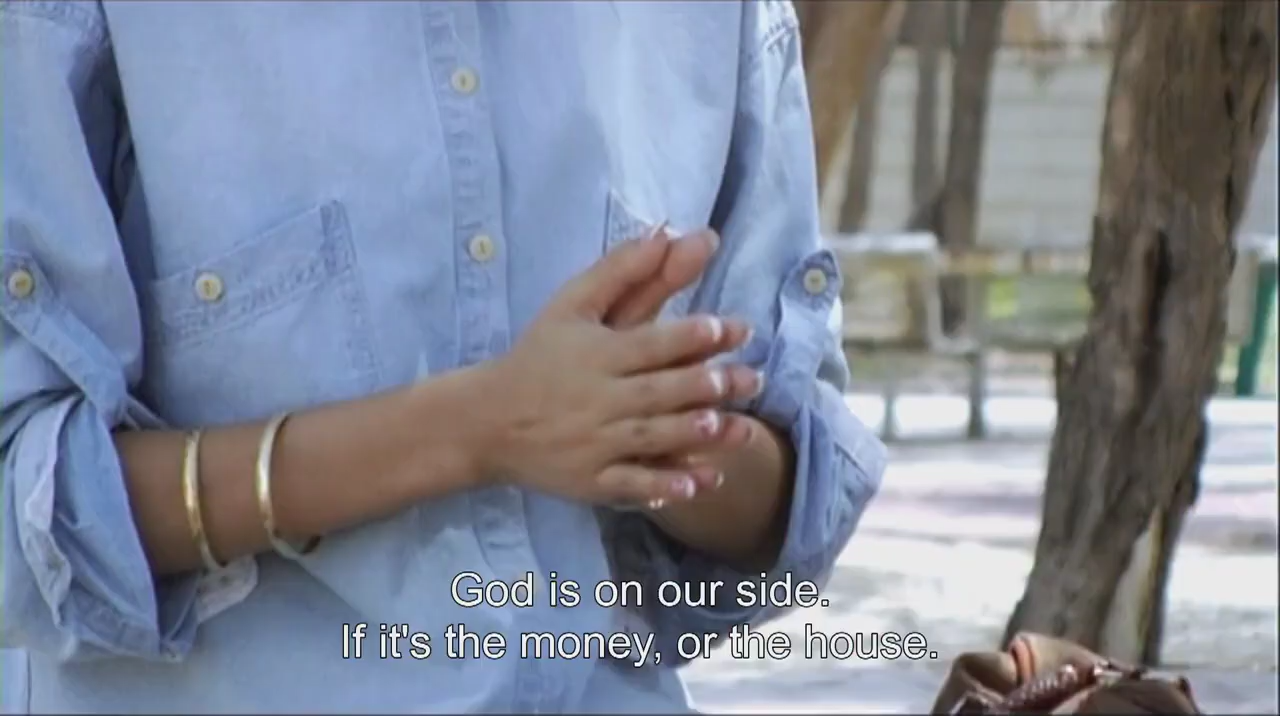 God is on our side.
If it's the money, or the house.